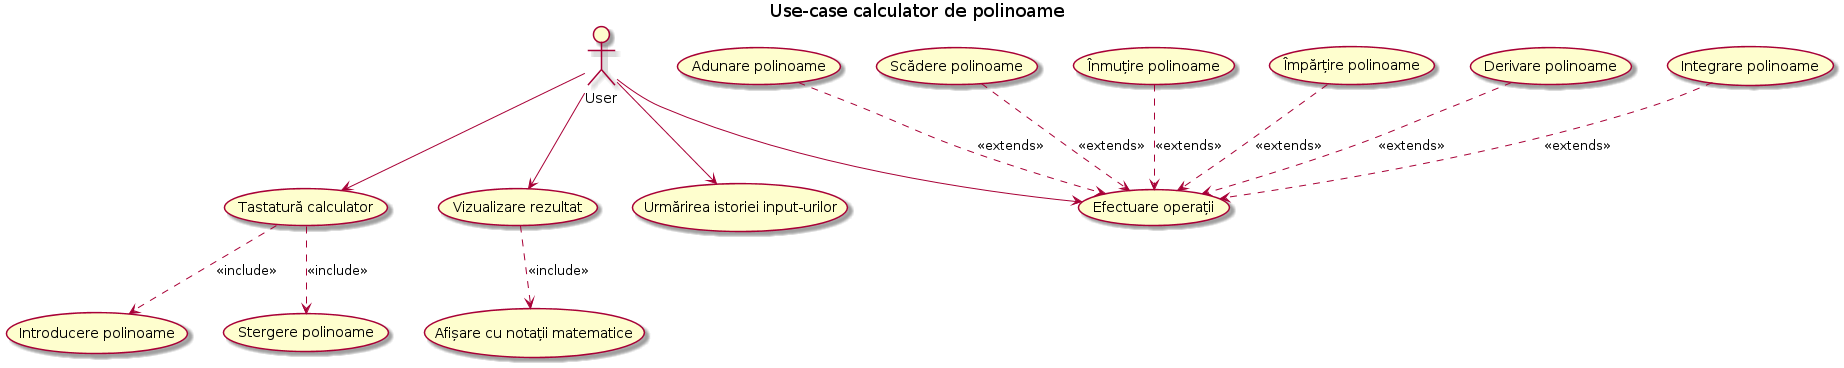 Use-case calculator de polinoame
User
Adunare polinoame
Scădere polinoame
Înmuțire polinoame
Împărțire polinoame
Derivare polinoame
Integrare polinoame
«extends»
«extends»
«extends»
«extends»
«extends»
«extends»
Tastatură calculator
Vizualizare rezultat
Urmărirea istoriei input-urilor
Efectuare operații
«include»
«include»
«include»
Introducere polinoame
Stergere polinoame
Afișare cu notații matematice